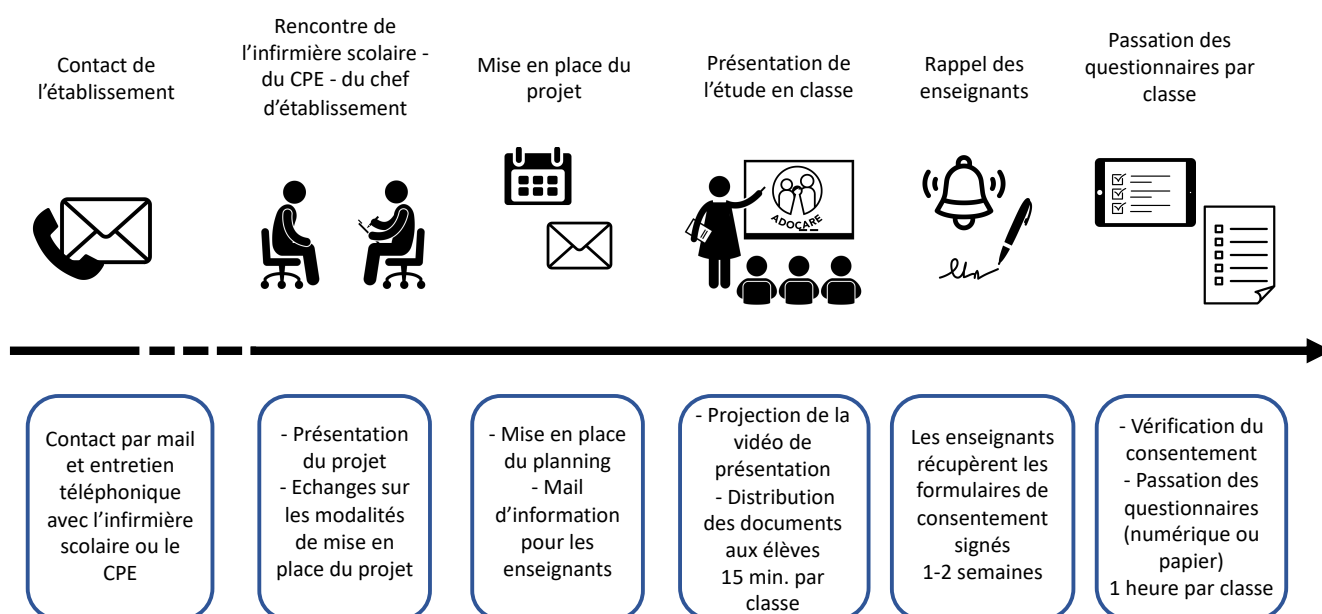 Contact de
l'établissement
Rencontre de
l'infirmière scolaire -
du CPE - du chef
d'établissement
Mise en place du
projet
Présentation de
l'étude en classe
Rappel des
enseignants
Passation des
questionnaires par
classe
ADOCARE
Contact par mail
et entretien
téléphonique
avec l'infirmière
scolaire ou le
CPE
- Présentation
du projet
- Echanges sur
les modalités
de mise en
place du projet
- Mise en place
du planning
- Mail
d'information
pour les
enseignants
- Projection de la
vidéo de
présentation
- Distribution
des documents
aux élèves
15 min. par
classe
Les enseignants
récupèrent les
formulaires de
consentement
signés
1-2 semaines
- Vérification du
consentement
- Passation des
questionnaires
(numérique ou
papier)
1 heure par classe